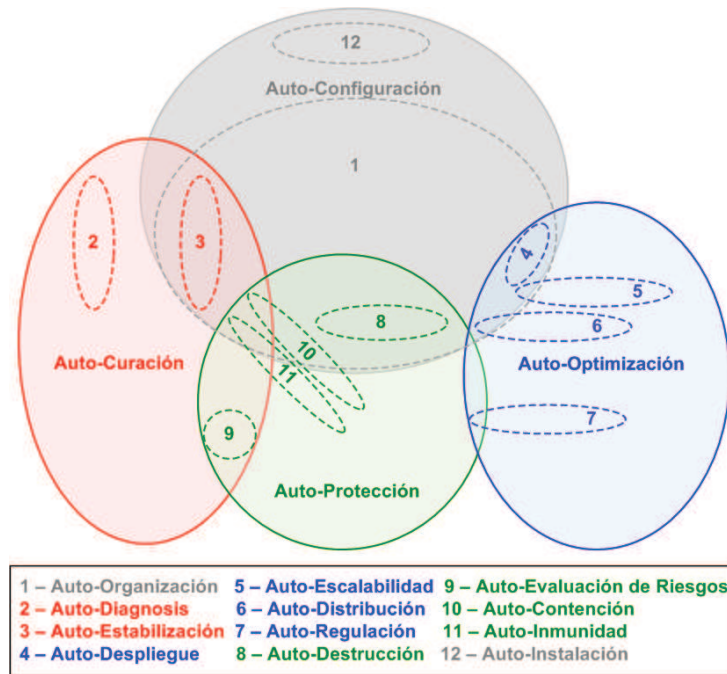 12
Auto-Configuración
1
2
3
4
5
6
7
8
10
11
9
Auto-Curación
Auto-Optimización
Auto-Protección
1 – Auto-Organización
2 – Auto-Diagnosis
3 – Auto-Estabilización
4 – Auto-Despliegue
5 – Auto-Escalabilidad
6 – Auto-Distribución
7 – Auto-Regulación
8 – Auto-Destrucción
9 – Auto-Evaluación de Riesgos
10 – Auto-Contención
11 – Auto-Inmunidad
12 – Auto-Instalación